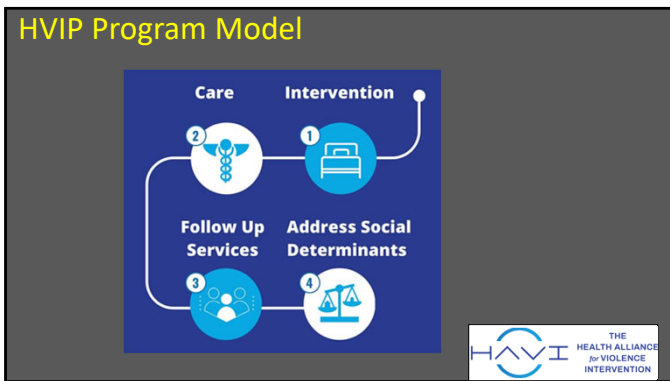 HVIP Program Model
Care
Intervention
2
1
Follow Up
Services
Address Social
Determinants
3
4
HAVI
THE
HEALTH ALLIANCE
for VIOLENCE
INTERVENTION